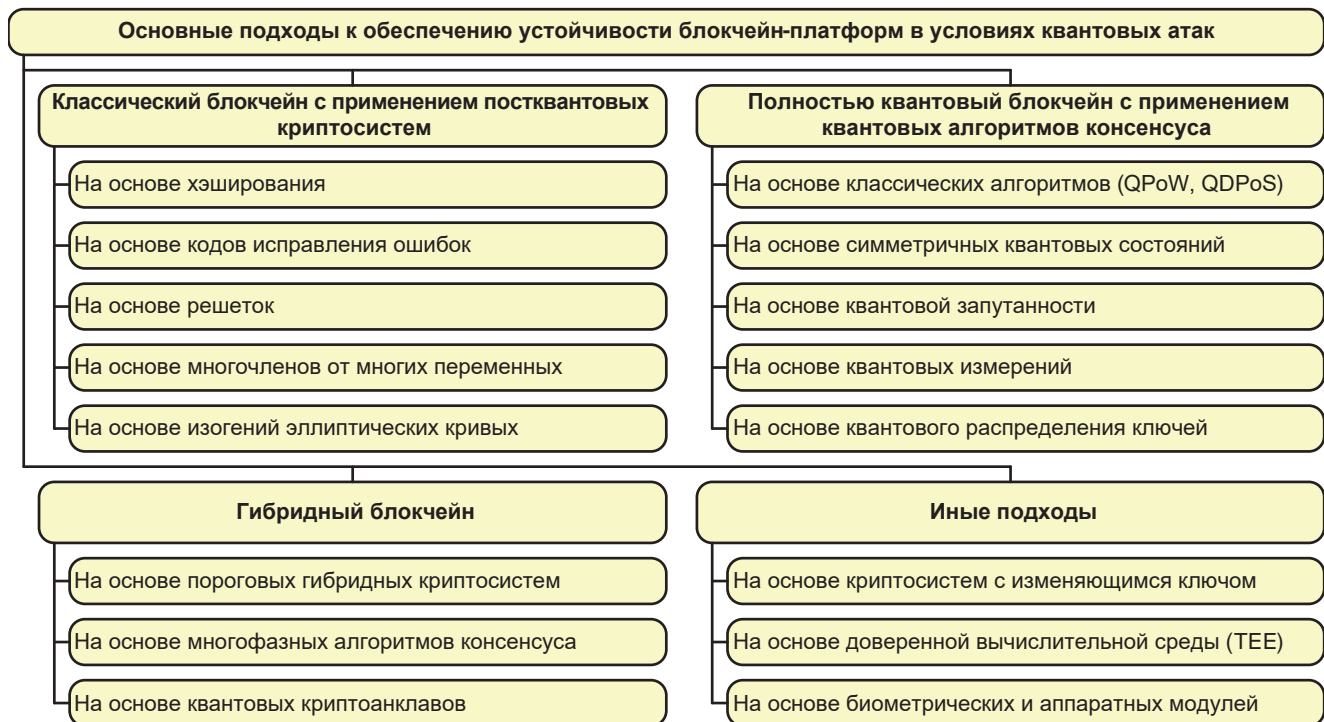 Основные подходы к обеспечению устойчивости блокчейн-платформ в условиях квантовых атак
Классический блокчейн с применением постквантовых
криптосистем
На основе хэширования
На основе кодов исправления ошибок
На основе решеток
На основе многочленов от многих переменных
На основе изогений эллиптических кривых
Полностью квантовый блокчейн с применением
квантовых алгоритмов консенсуса
На основе классических алгоритмов (QPoW, QDPoS)
На основе симметричных квантовых состояний
На основе квантовой запутанности
На основе квантовых измерений
На основе квантового распределения ключей
Гибридный блокчейн
На основе пороговых гибридных криптосистем
На основе многофазных алгоритмов консенсуса
На основе квантовых криптоанклавов
Иные подходы
На основе криптосистем с изменяющимся ключом
На основе доверенной вычислительной среды (TEE)
На основе биометрических и аппаратных модулей